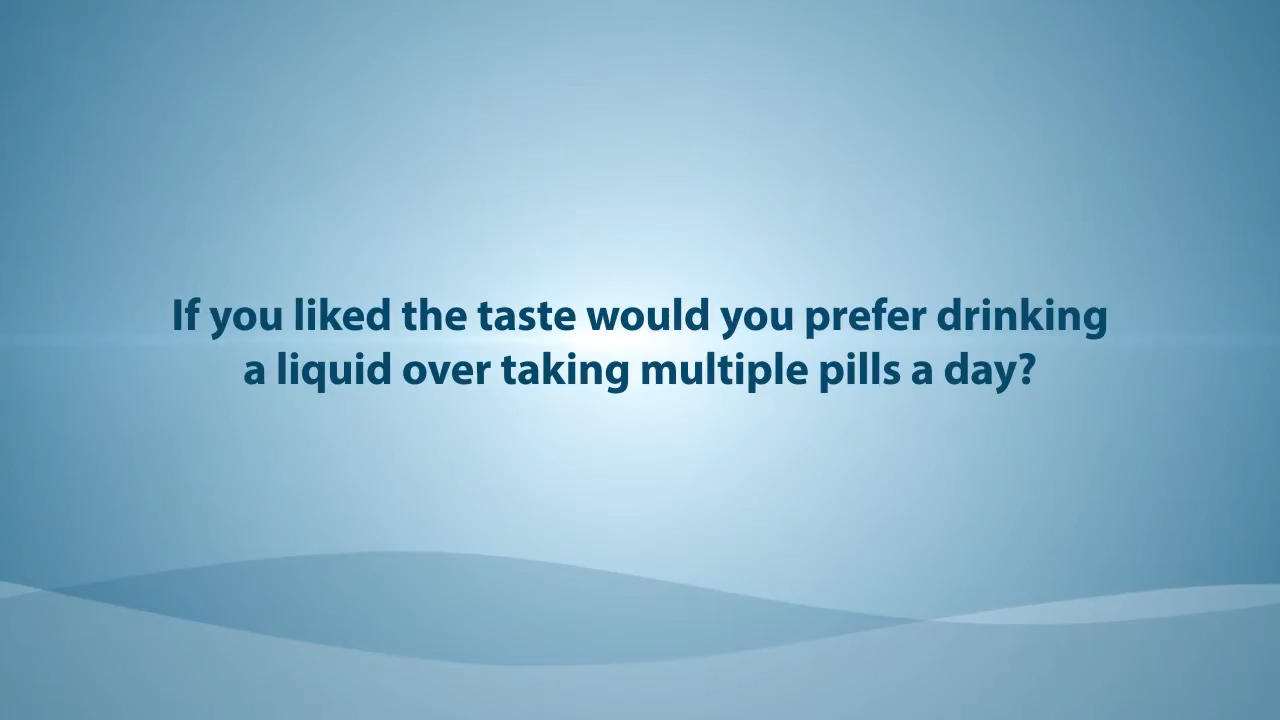 If you liked the taste would you prefer drinking
a liquid over taking multiple pills a day?